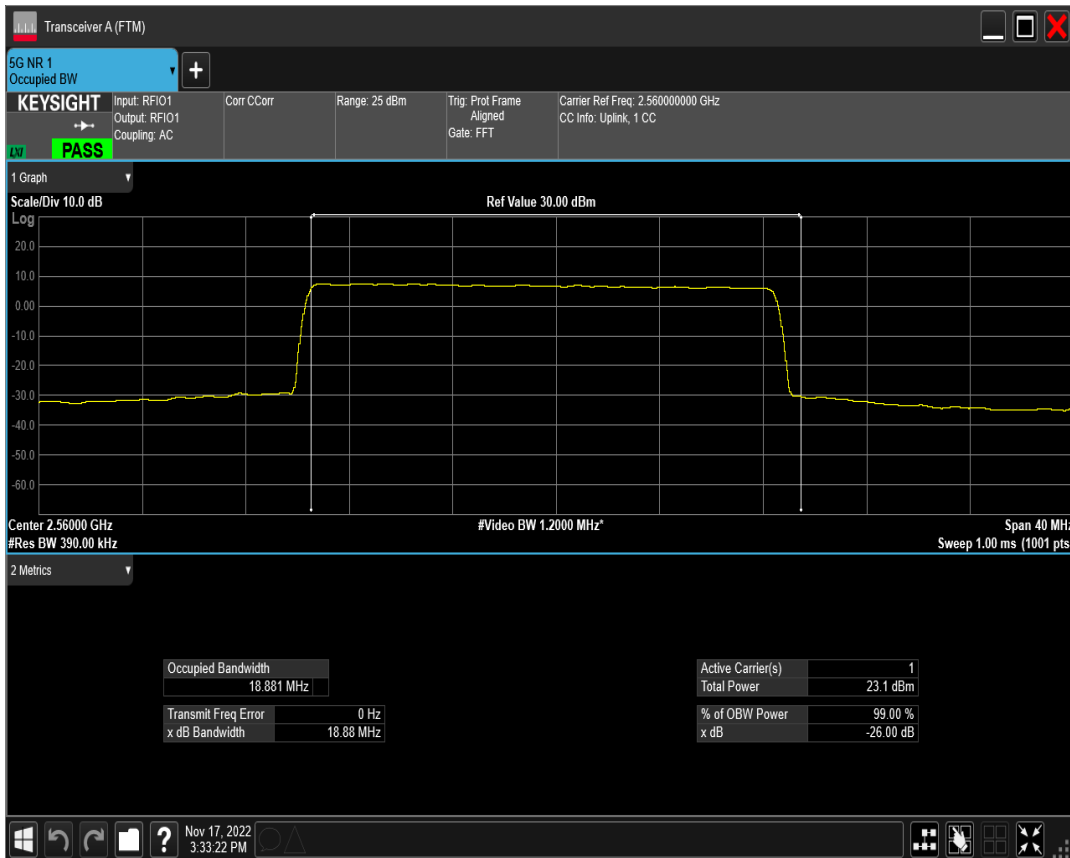 Transceiver A (FTM)
5G NR 1
Occupied BW
+
KEYSIGHT
LXI
PASS
Input: RFIO1
Output: RFIO1
Coupling: AC
Corr CCorr
Range: 25 dBm
Trig: Prot Frame
Aligned
Gate: FFT
Carrier Ref Freq: 2.560000000 GHz
CC Info: Uplink, 1 CC
1 Graph
Scale/Div 10.0 dB
Ref Value 30.00 dBm
Log
20.0
10.0
0.00
-10.0
-20.0
-30.0
-40.0
-50.0
-60.0
Center 2.56000 GHz
#Video BW 1.2000 MHz*
Span 40 MHz
#Res BW 390.00 kHz
Sweep 1.00 ms (1001 pts
2 Metrics
Occupied Bandwidth
18.881 MHz
Transmit Freq Error 0 Hz
x dB Bandwidth 18.88 MHz
Active Carrier(s) 1
Total Power 23.1 dBm
% of OBW Power 99.00 %
x dB -26.00 dB
?
Nov 17, 2022
3:33:22 PM